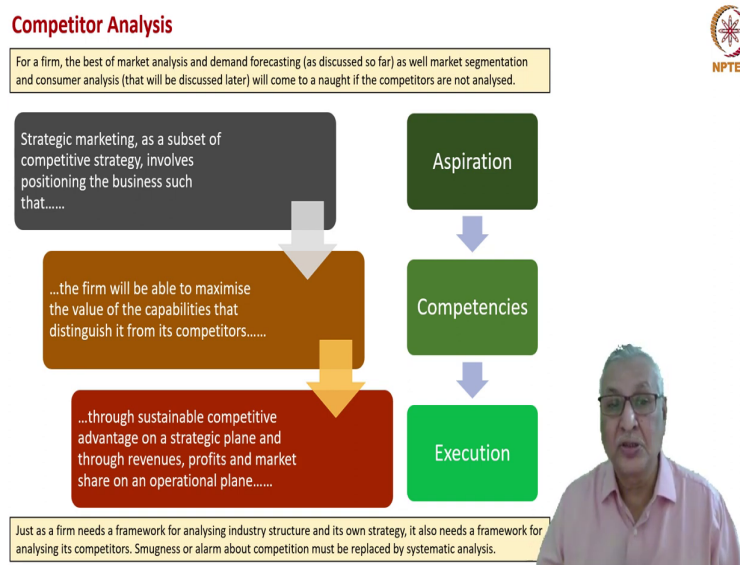 Competitor Analysis
For a firm, the best of market analysis and demand forecasting (as discussed so far) as well market segmentation
and consumer analysis (that will be discussed later) will come to a naught if the competitors are not analysed.
NPTE
Strategic marketing, as a subset of
competitive strategy, involves
positioning the business such
that......
Aspiration
...the firm will be able to maximise
the value of the capabilities that
distinguish it from its competitors......
Competencies
...through sustainable competitive
advantage on a strategic plane and
through revenues, profits and market
share on an operational plane......
Execution
Just as a firm needs a framework for analysing industry structure and its own strategy, it also needs a framework for
analysing its competitors. Smugness or alarm about competition must be replaced by systematic analysis.